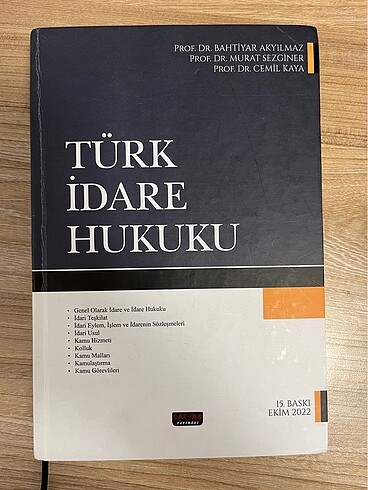 PROF. DR. BAHTİYAR AKYILMAZ
PROF. DR. MURAT SEZGİNER
PROF. DR. CEMİL KAYA
TÜRK
İDARE
HUKUKU
• Genel Olarak İdare ve İdare Hukuku
• İdari Teşkilat
• İdari Eylem, İşlem ve İdarenin Sözleşmeleri
• İdari Usul
• Kamu Hizmeti
• Kolluk
• Kamu Malları
• Kamulaştırma
• Kamu Görevlileri
15. BASKI
EKİM 2022
YAYINEVİ